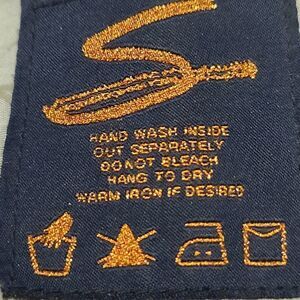 S
HAND WASH INSIDE
OUT SEPARATELY
DO NOT BLEACH
HANG TO DRY
WARM IRON IF DESIRED